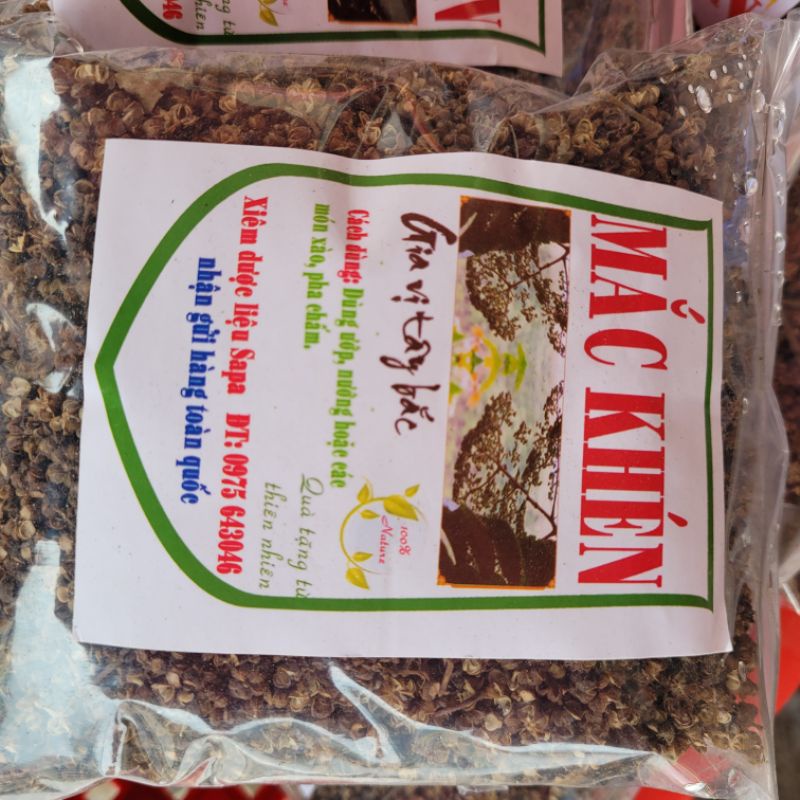 MẮC KHÉN
Gia vị tây bắc
Cách dùng: Dùng ướp, nướng hoặc các
món xào, pha chấm.
100%
Nature
Quà tặng từ
thiên nhiên
Xiêm dược liệu Sapa ĐT: 0975 643046
nhận gửi hàng toàn quốc